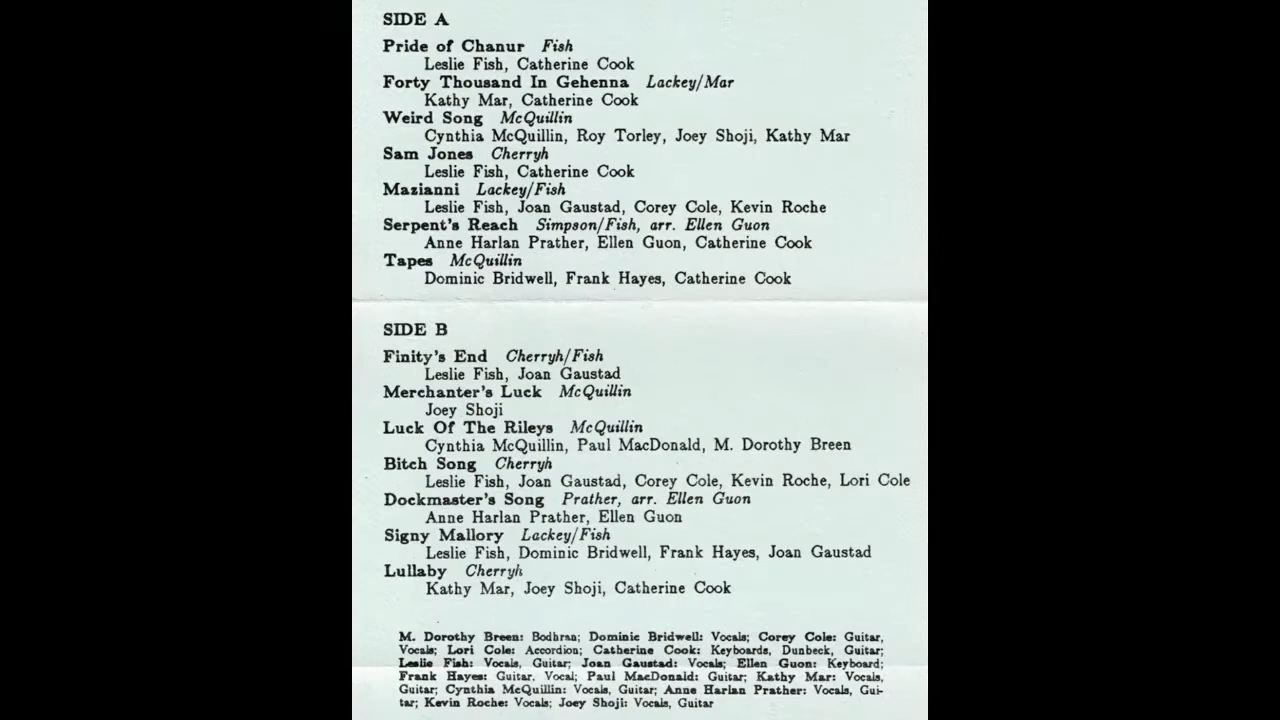 SIDE A
Pride of Chanur Fish
Leslie Fish, Catherine Cook
Forty Thousand In Gehenna Lackey/Mar
Kathy Mar, Catherine Cook
Weird Song McQuillin
Cynthia McQuillin, Roy Torley, Joey Shoji, Kathy Mar
Sam Jones Cherryh
Leslie Fish, Catherine Cook
Mazianni Lackey/Fish
Leslie Fish, Joan Gaustad, Corey Cole, Kevin Roche
Serpent's Reach Simpson/Fish, arr. Ellen Guon
Anne Harlan Prather, Ellen Guon, Catherine Cook
Tapes McQuillin
Dominic Bridwell, Frank Hayes, Catherine Cook
SIDE B
Finity's End Cherryh/Fish
Leslie Fish, Joan Gaustad
Merchanter's Luck McQuillin
Joey Shoji
Luck Of The Rileys McQuillin
Cynthia McQuillin, Paul MacDonald, M. Dorothy Breen
Bitch Song Cherryh
Leslie Fish, Joan Gaustad, Corey Cole, Kevin Roche, Lori Cole
Dockmaster's Song Prather, arr. Ellen Guon
Anne Harlan Prather, Ellen Guon
Signy Mallory Lackey/Fish
Leslie Fish, Dominic Bridwell, Frank Hayes, Joan Gaustad
Lullaby Cherryh
Kathy Mar, Joey Shoji, Catherine Cook
M. Dorothy Breen: Bodhran; Dominic Bridwell: Vocals; Corey Cole: Guitar,
Vocals; Lori Cole: Accordion; Catherine Cook: Keyboards, Dunbeck, Guitar;
Leslie Fish: Vocals, Guitar; Joan Gaustad: Vocals; Ellen Guon: Keyboard;
Frank Hayes: Guitar, Vocal; Paul MacDonald: Guitar; Kathy Mar: Vocals,
Guitar; Cynthia McQuillin: Vocals, Guitar; Anne Harlan Prather: Vocals, Gui-
tar; Kevin Roche: Vocals; Joey Shoji: Vocals, Guitar